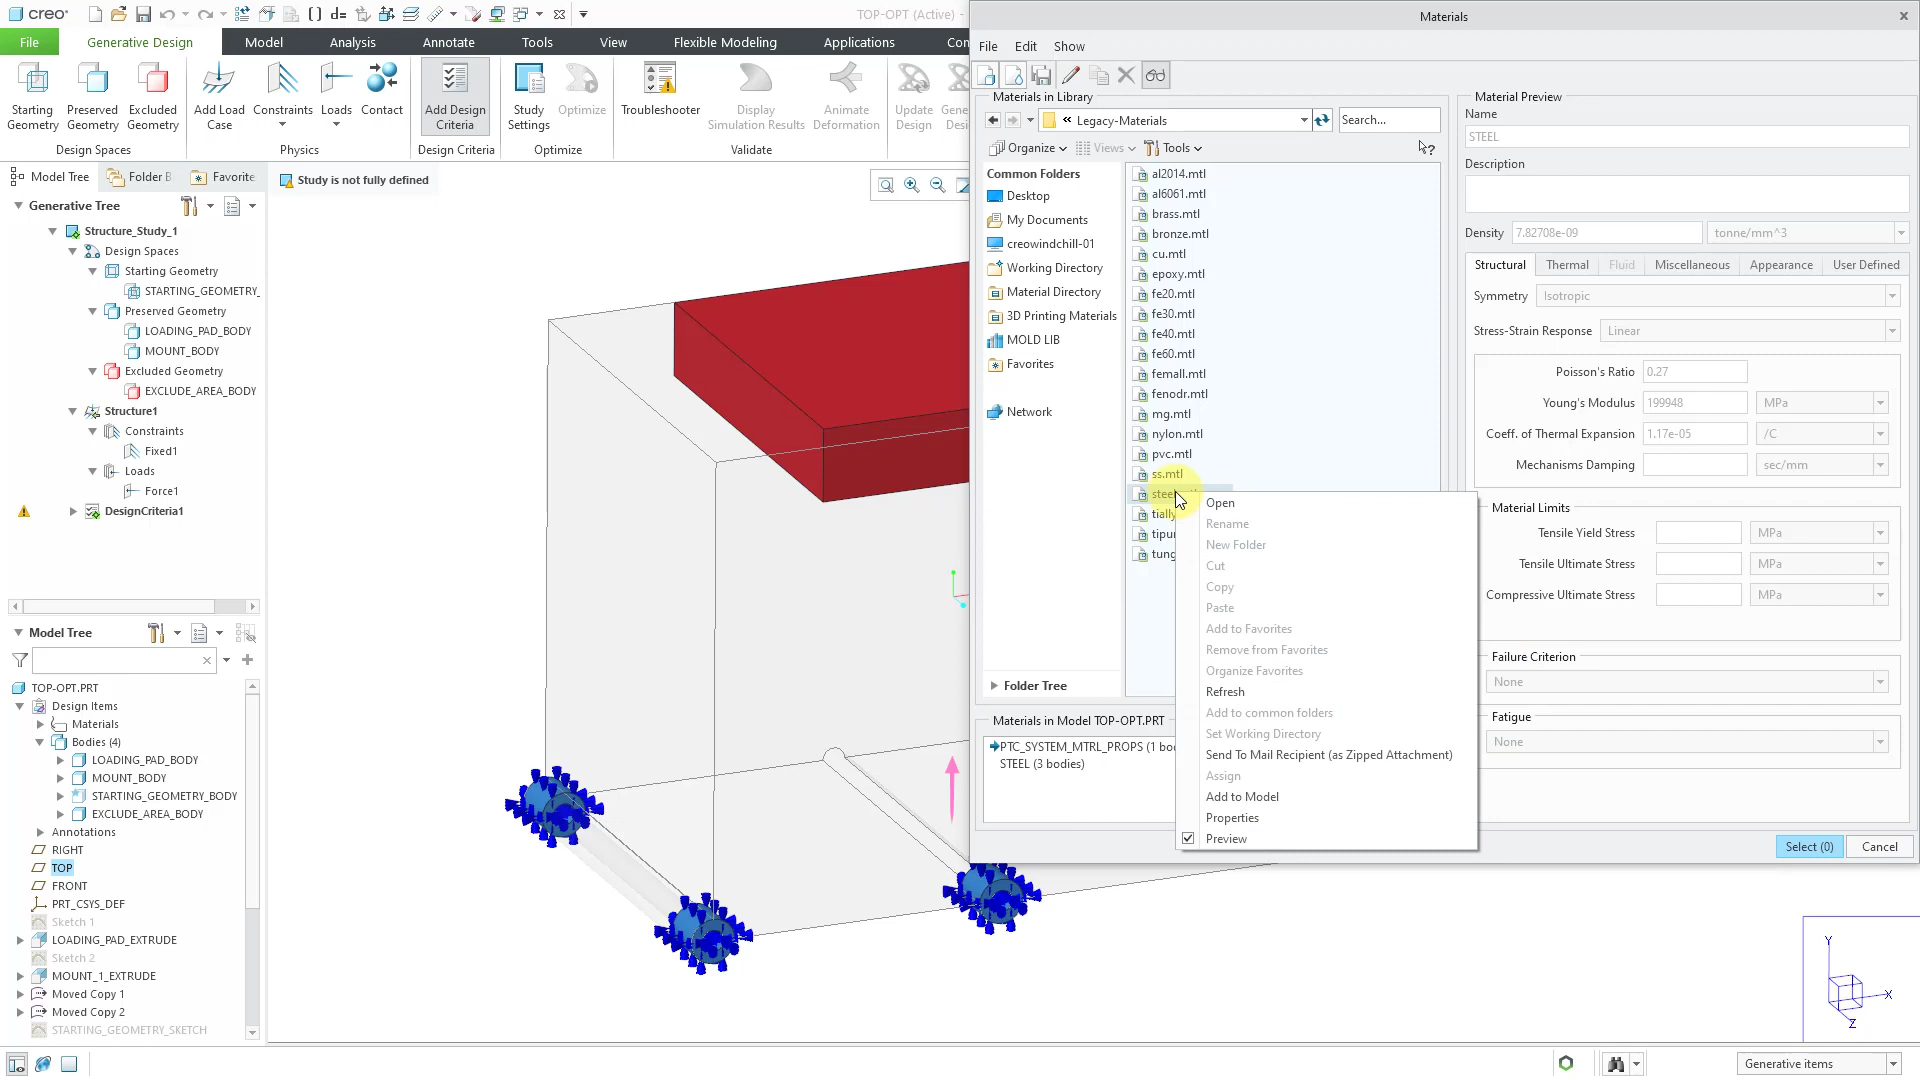 creo
TOP-OPT (Active) -
File
Generative Design
Model
Analysis
Annotate
Tools
View
Flexible Modeling
Applications
Starting
Geometry
Preserved
Geometry
Excluded
Geometry
Add Load
Case
Constraints
Loads
Contact
Add Design
Criteria
Study
Settings
Optimize
Troubleshooter
Display
Simulation Results
Animate
Deformation
Update
Design
Design Spaces
Physics
Design Criteria
Optimize
Validate
Model Tree
Folder B
Favorite
Study is not fully defined
Generative Tree
Structure_Study_1
Design Spaces
Starting Geometry
STARTING_GEOMETRY_
Preserved Geometry
LOADING_PAD_BODY
MOUNT_BODY
Excluded Geometry
EXCLUDE_AREA_BODY
Structure1
Constraints
Fixed1
Loads
Force1
DesignCriteria1
Model Tree
TOP-OPT.PRT
Design Items
Materials
Bodies (4)
LOADING_PAD_BODY
MOUNT_BODY
STARTING_GEOMETRY_BODY
EXCLUDE_AREA_BODY
Annotations
RIGHT
TOP
FRONT
PRT_CSYS_DEF
Sketch 1
LOADING_PAD_EXTRUDE
Sketch 2
MOUNT_1_EXTRUDE
Moved Copy 1
Moved Copy 2
STARTING_GEOMETRY_SKETCH
Materials
File Edit Show
Materials in Library
Legacy-Materials
Search...
Organize
Views
Tools
Common Folders
Desktop
My Documents
creowindchill-01
Working Directory
Material Directory
3D Printing Materials
MOLD LIB
Favorites
Network
Folder Tree
al2014.mtl
al6061.mtl
brass.mtl
bronze.mtl
cu.mtl
epoxy.mtl
fe20.mtl
fe30.mtl
fe40.mtl
fe60.mtl
femall.mtl
fenodr.mtl
mg.mtl
nylon.mtl
pvc.mtl
ss.mtl
Open
Rename
New Folder
Cut
Copy
Paste
Add to Favorites
Remove from Favorites
Organize Favorites
Refresh
Add to common folders
Set Working Directory
Send To Mail Recipient (as Zipped Attachment)
Assign
Add to Model
Properties
Preview
Materials in Model TOP-OPT.PRT
PTC_SYSTEM_MTRL_PROPS (1 bo
STEEL (3 bodies)
Material Preview
Name
STEEL
Description
Density 7.82708e-09 tonne/mm^3
Structural Thermal Fluid Miscellaneous Appearance User Defined
Symmetry Isotropic
Stress-Strain Response Linear
Poisson's Ratio 0.27
Young's Modulus 199948 MPa
Coeff. of Thermal Expansion 1.17e-05 /C
Mechanisms Damping sec/mm
Material Limits
Tensile Yield Stress MPa
Tensile Ultimate Stress MPa
Compressive Ultimate Stress MPa
Failure Criterion
None
Fatigue
None
Select (0)
Cancel
Y
X
Z
Generative items